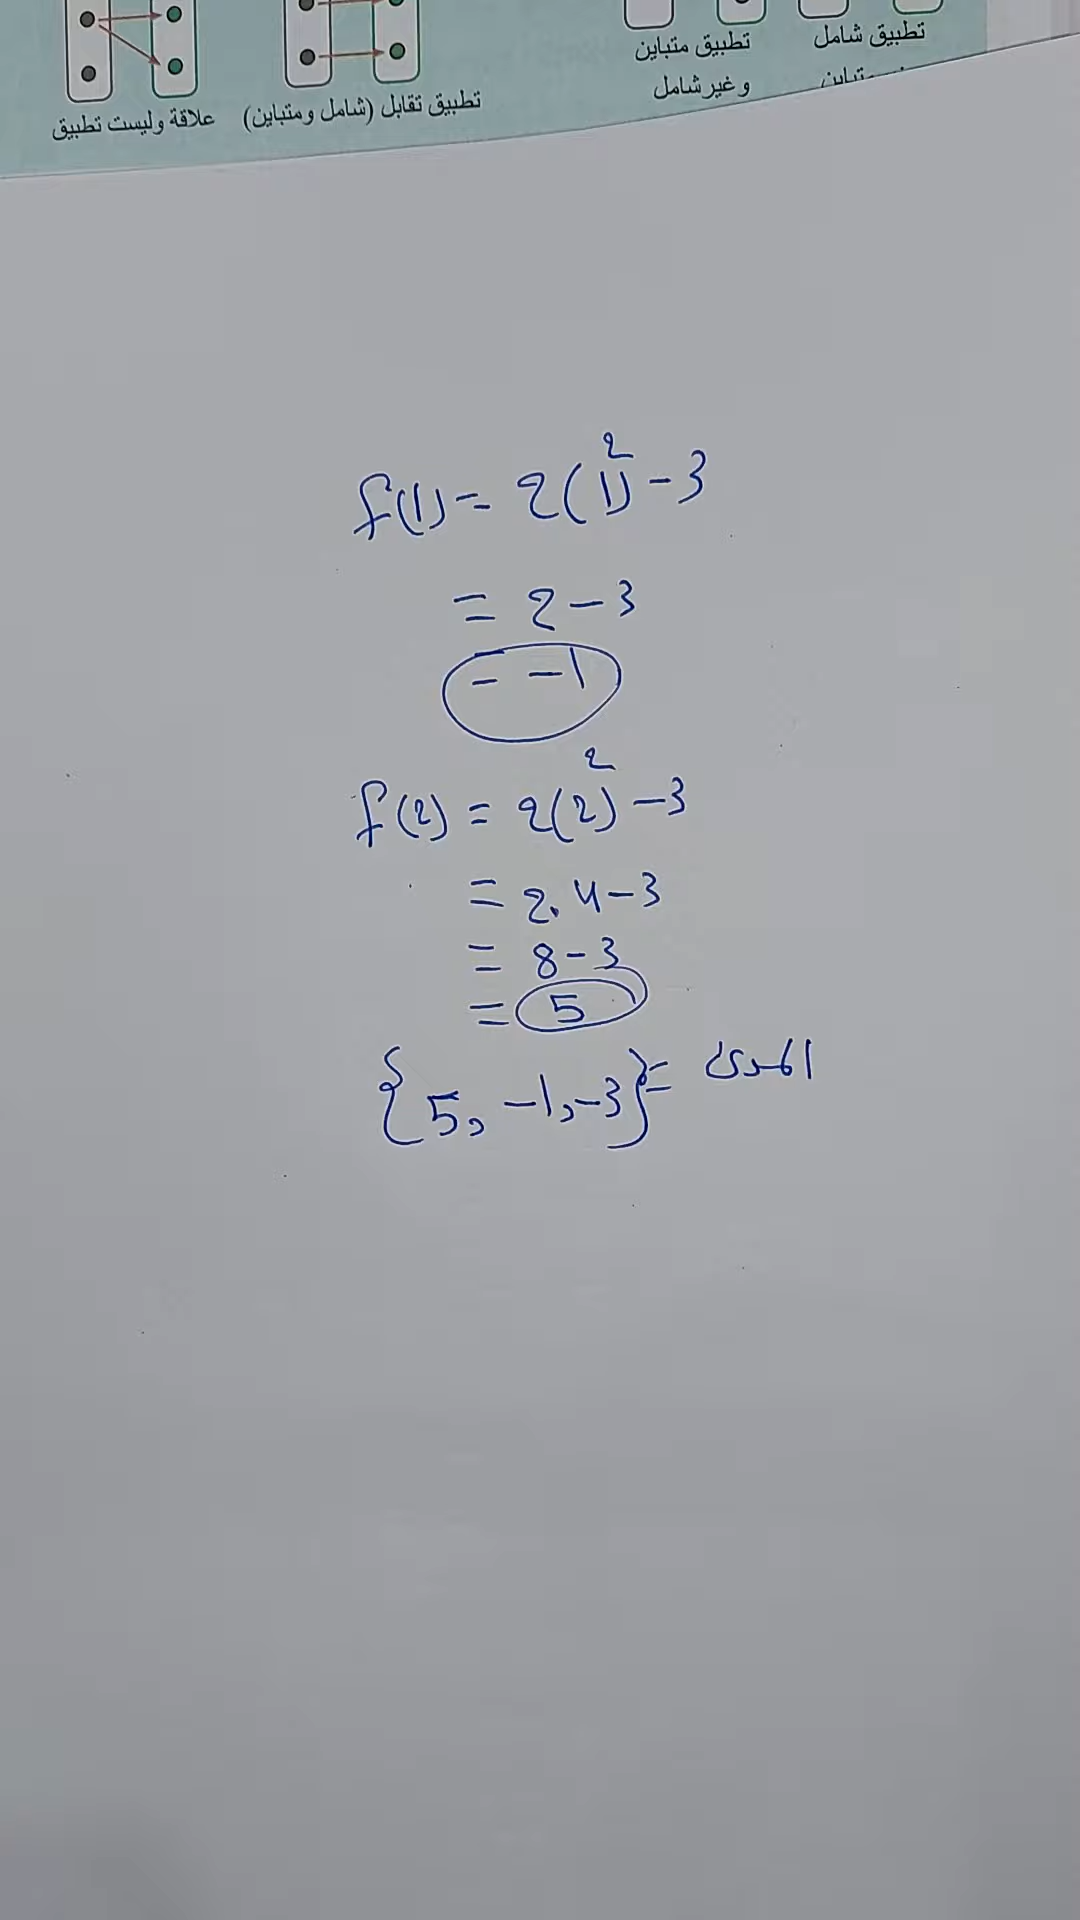 تطبيق شامل
تطبيق متباين
وغير شامل
تطبيق تقابل (شامل ومتباين)
علاقة وليست تطبيق
f(1) = 2(1)² - 3
= 2 - 3
= -1
f(2) = 2(2)² - 3
= 2.4 - 3
= 8 - 3
= 5
المدى = {5, -1, -3}